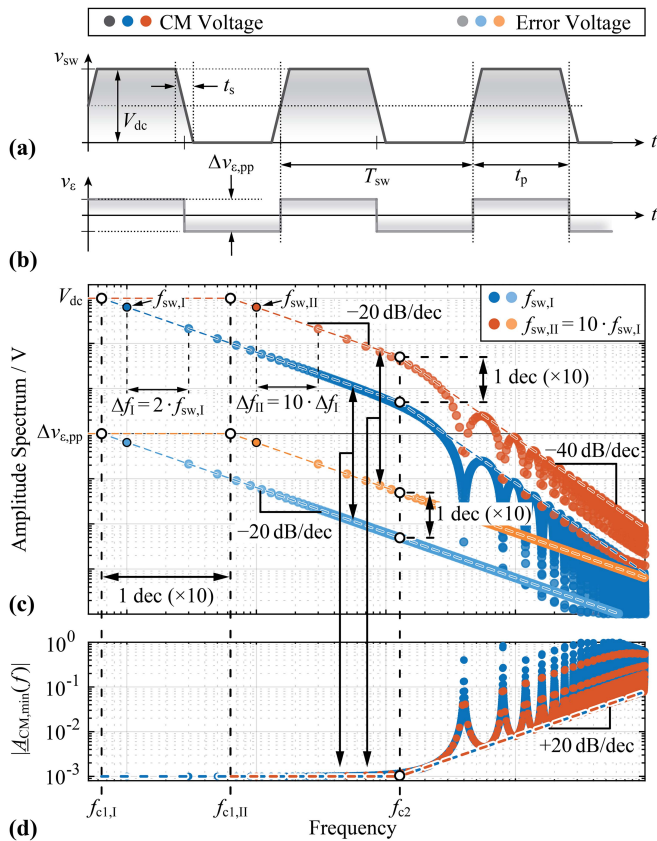 CM Voltage
Error Voltage
v_sw
t_s
V_dc
t
(a)
Δv_ε,pp
T_sw
t_p
v_ε
t
(b)
V_dc
f_sw,I
f_sw,II
−20 dB/dec
f_sw,I
f_sw,II = 10 · f_sw,I
1 dec (×10)
Δf_I = 2 · f_sw,I
Δf_II = 10 · Δf_I
Δv_ε,pp
−40 dB/dec
−20 dB/dec
1 dec (×10)
Amplitude Spectrum / V
1 dec (×10)
(c)
10^0
10^-1
10^-2
10^-3
|A_CM,min(f)|
+20 dB/dec
f_c1,I
f_c1,II
f_c2
Frequency
(d)